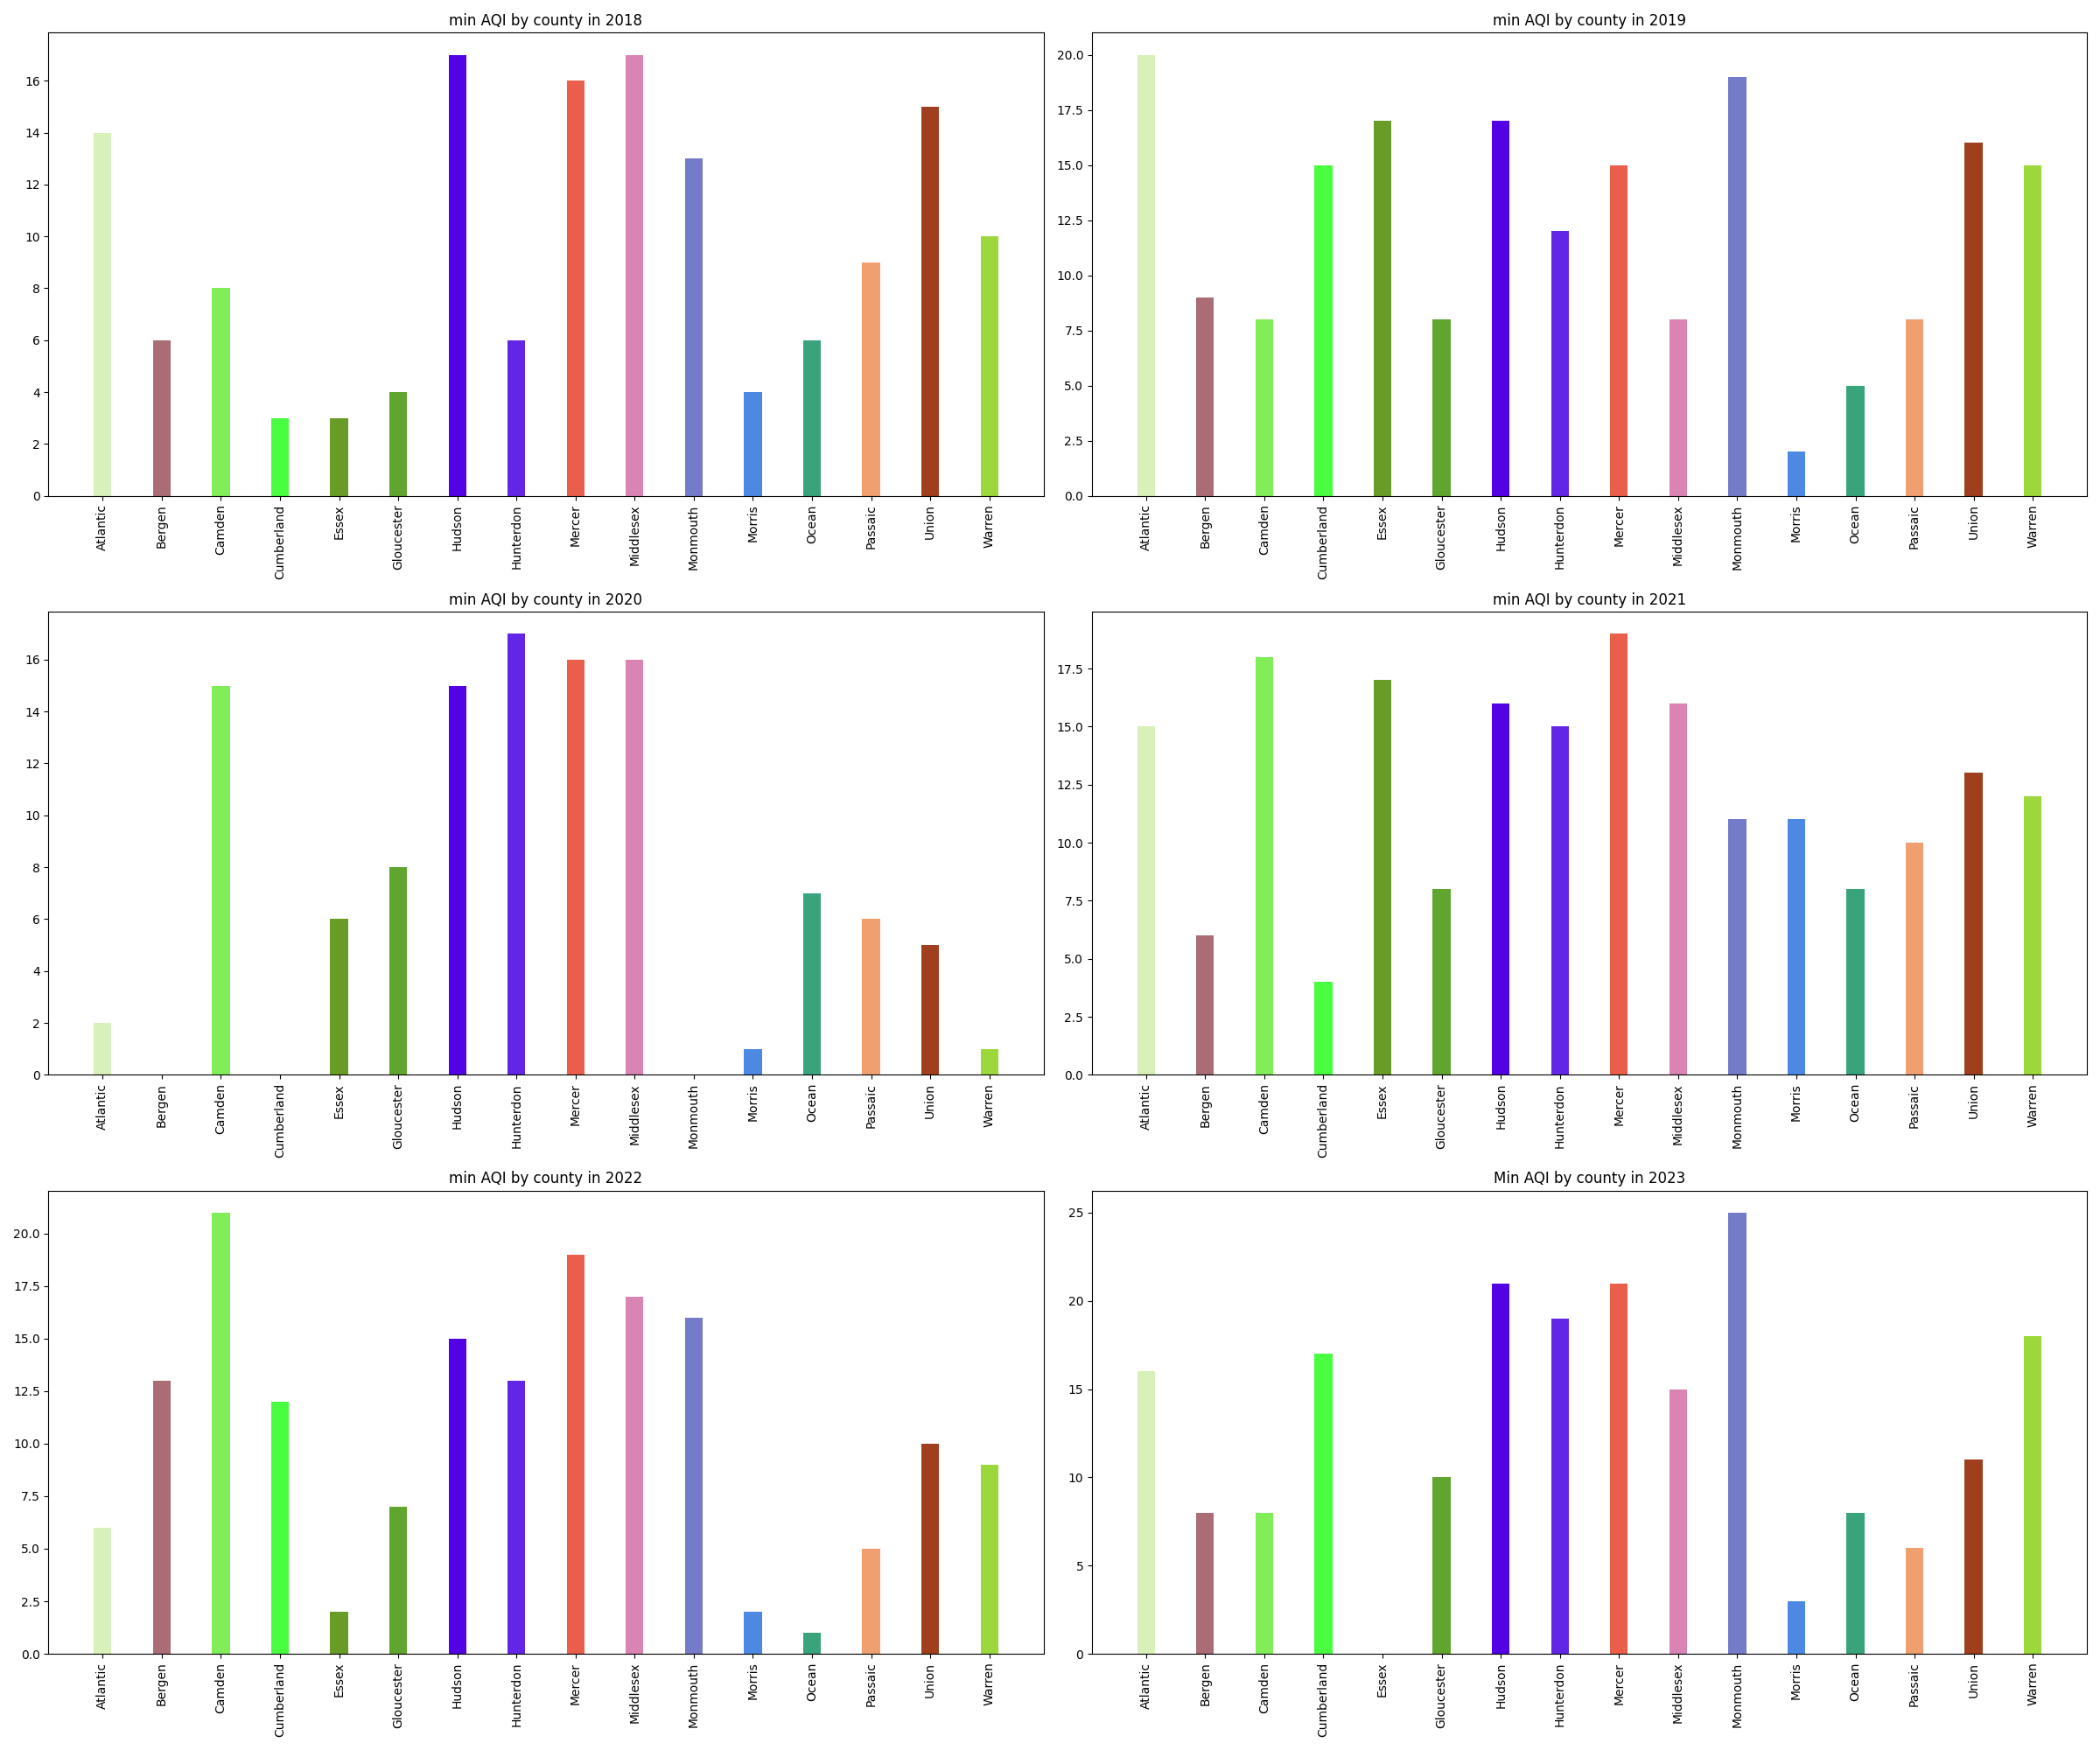 min AQI by county in 2018
16
14
12
10
8
6
4
2
0
Atlantic
Bergen
Camden
Cumberland
Essex
Gloucester
Hudson
Hunterdon
Mercer
Middlesex
Monmouth
Morris
Ocean
Passaic
Union
Warren
min AQI by county in 2019
20.0
17.5
15.0
12.5
10.0
7.5
5.0
2.5
0.0
Atlantic
Bergen
Camden
Cumberland
Essex
Gloucester
Hudson
Hunterdon
Mercer
Middlesex
Monmouth
Morris
Ocean
Passaic
Union
Warren
min AQI by county in 2020
16
14
12
10
8
6
4
2
0
Atlantic
Bergen
Camden
Cumberland
Essex
Gloucester
Hudson
Hunterdon
Mercer
Middlesex
Monmouth
Morris
Ocean
Passaic
Union
Warren
min AQI by county in 2021
17.5
15.0
12.5
10.0
7.5
5.0
2.5
0.0
Atlantic
Bergen
Camden
Cumberland
Essex
Gloucester
Hudson
Hunterdon
Mercer
Middlesex
Monmouth
Morris
Ocean
Passaic
Union
Warren
min AQI by county in 2022
20.0
17.5
15.0
12.5
10.0
7.5
5.0
2.5
0.0
Atlantic
Bergen
Camden
Cumberland
Essex
Gloucester
Hudson
Hunterdon
Mercer
Middlesex
Monmouth
Morris
Ocean
Passaic
Union
Warren
Min AQI by county in 2023
25
20
15
10
5
0
Atlantic
Bergen
Camden
Cumberland
Essex
Gloucester
Hudson
Hunterdon
Mercer
Middlesex
Monmouth
Morris
Ocean
Passaic
Union
Warren